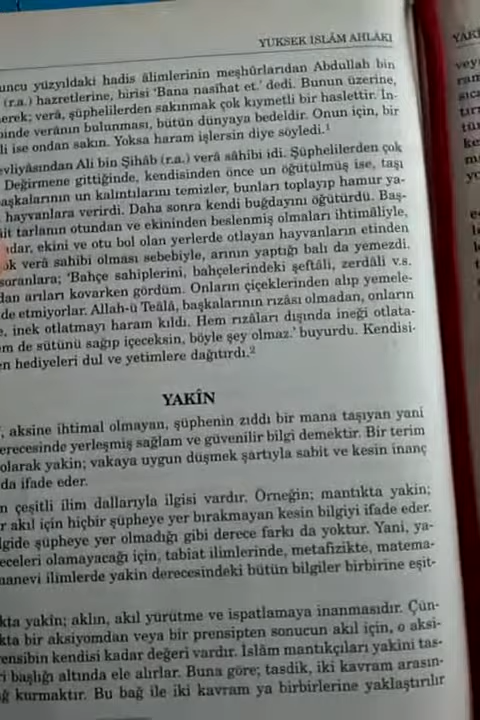 YÜKSEK İSLÂM AHLÂKI
uncu yüzyıldaki hadis âlimlerinin meşhûrlarından Abdullah bin
(r.a.) hazretlerine, birisi ‘Bana nasîhat et.’ dedi. Bunun üzerine,
erek; verâ, şüphelilerden sakınmak çok kıymetli bir haslettir. İn-
binde verânın bulunması, bütün dünyaya bedeldir. Onun için, bir
li ise ondan sakın. Yoksa haram işlersin diye söyledi.¹
evliyâsından Ali bin Şihâb (r.a.) verâ sâhibi idi. Şüphelilerden çok
Değirmene gittiğinde, kendisinden önce un öğütülmüş ise, taşı
aşkalarının un kalıntılarını temizler, bunları toplayıp hamur ya-
hayvanlara verirdi. Daha sonra kendi buğdayını öğütürdü. Baş-
ait tarlanın otundan ve ekininden beslenmiş olmaları ihtimâliyle,
dar, ekini ve otu bol olan yerlerde otlayan hayvanların etinden
ok verâ sahibi olması sebebiyle, arının yaptığı balı da yemezdi.
soranlara; ‘Bahçe sahiplerini, bahçelerindeki şeftâli, zerdâli v.s.
dan arıları kovarken gördüm. Onların çiçeklerinden alıp yemele-
de etmiyorlar. Allah-ü Teâlâ, başkalarının rızâsı olmadan, onların
e, inek otlatmayı haram kıldı. Hem rızâları dışında ineği otlata-
em de sütünü sağıp içeceksin, böyle şey olmaz.’ buyurdu. Kendisi-
en hediyeleri dul ve yetimlere dağıtırdı.²
YAKÎN
, aksine ihtimal olmayan, şüphenin zıddı bir mana taşıyan yani
erecesinde yerleşmiş sağlam ve güvenilir bilgi demektir. Bir terim
olarak yakin; vakaya uygun düşmek şartıyla sabit ve kesin inanç
da ifade eder.
n çeşitli ilim dallarıyla ilgisi vardır. Örneğin; mantıkta yakin;
r akıl için hiçbir şüpheye yer bırakmayan kesin bilgiyi ifade eder.
lgide şüpheye yer olmadığı gibi derece farkı da yoktur. Yani, ya-
eceleri olamayacağı için; tabiat ilimlerinde, metafizikte, matema-
manevi ilimlerde yakin derecesindeki bütün bilgiler birbirine eşit-
kta yakîn; aklın, akıl yürütme ve ispatlamaya inanmasıdır. Çün-
kta bir aksiyomdan veya bir prensipten sonucun akıl için, o aksi-
rensibin kendisi kadar değeri vardır. İslâm mantıkçıları yakîni tas-
ri başlığı altında ele alırlar. Buna göre; tasdik, iki kavram arasın-
ağ kurmaktır. Bu bağ ile iki kavram ya birbirlerine yaklaştırılır